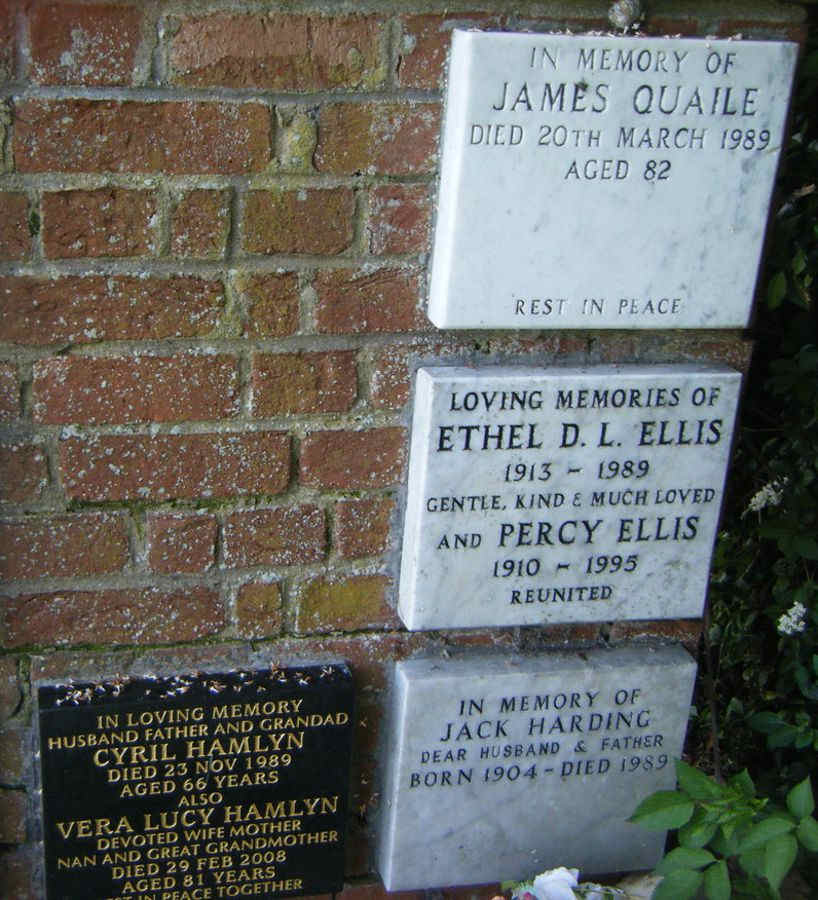 IN MEMORY OF
JAMES QUAILE
DIED 20TH MARCH 1989
AGED 82
REST IN PEACE
LOVING MEMORIES OF
ETHEL D. L. ELLIS
1913 - 1989
GENTLE, KIND & MUCH LOVED
AND PERCY ELLIS
1910 - 1995
REUNITED
IN LOVING MEMORY
HUSBAND FATHER AND GRANDAD
CYRIL HAMLYN
DIED 23 NOV 1989
AGED 66 YEARS
ALSO
VERA LUCY HAMLYN
DEVOTED WIFE MOTHER
NAN AND GREAT GRANDMOTHER
DIED 29 FEB 2008
AGED 81 YEARS
REST IN PEACE TOGETHER
IN MEMORY OF
JACK HARDING
DEAR HUSBAND & FATHER
BORN 1904 - DIED 1989